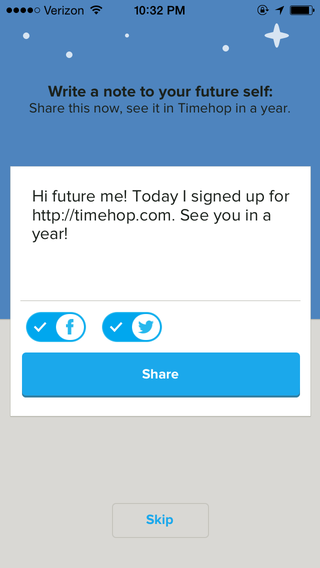 Verizon 10:32 PM
Write a note to your future self:
Share this now, see it in Timehop in a year.
Hi future me! Today I signed up for
http://timehop.com. See you in a
year!
Share
Skip